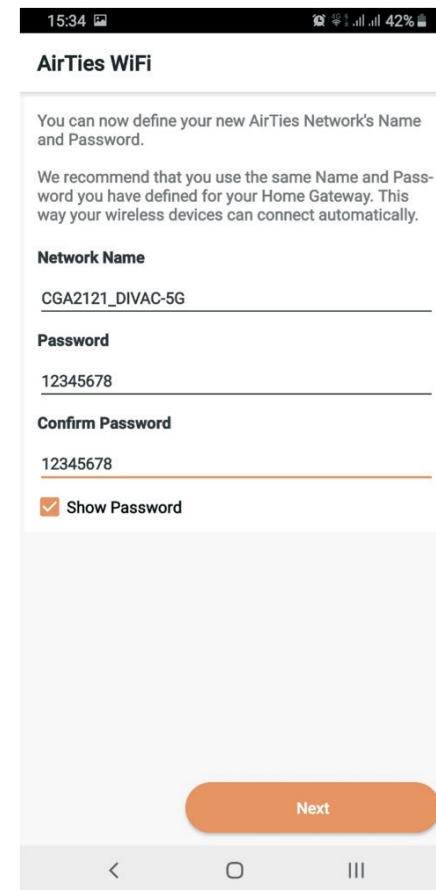 15:34 42%
AirTies WiFi
You can now define your new AirTies Network's Name
and Password.
We recommend that you use the same Name and Pass-
word you have defined for your Home Gateway. This
way your wireless devices can connect automatically.
Network Name
CGA2121_DIVAC-5G
Password
12345678
Confirm Password
12345678
Show Password
Next